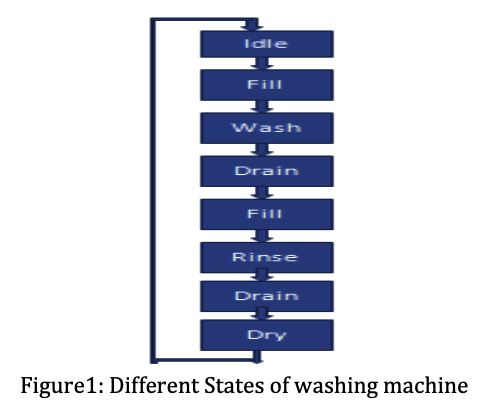 Idle
Fill
Wash
Drain
Fill
Rinse
Drain
Dry
Figure1: Different States of washing machine